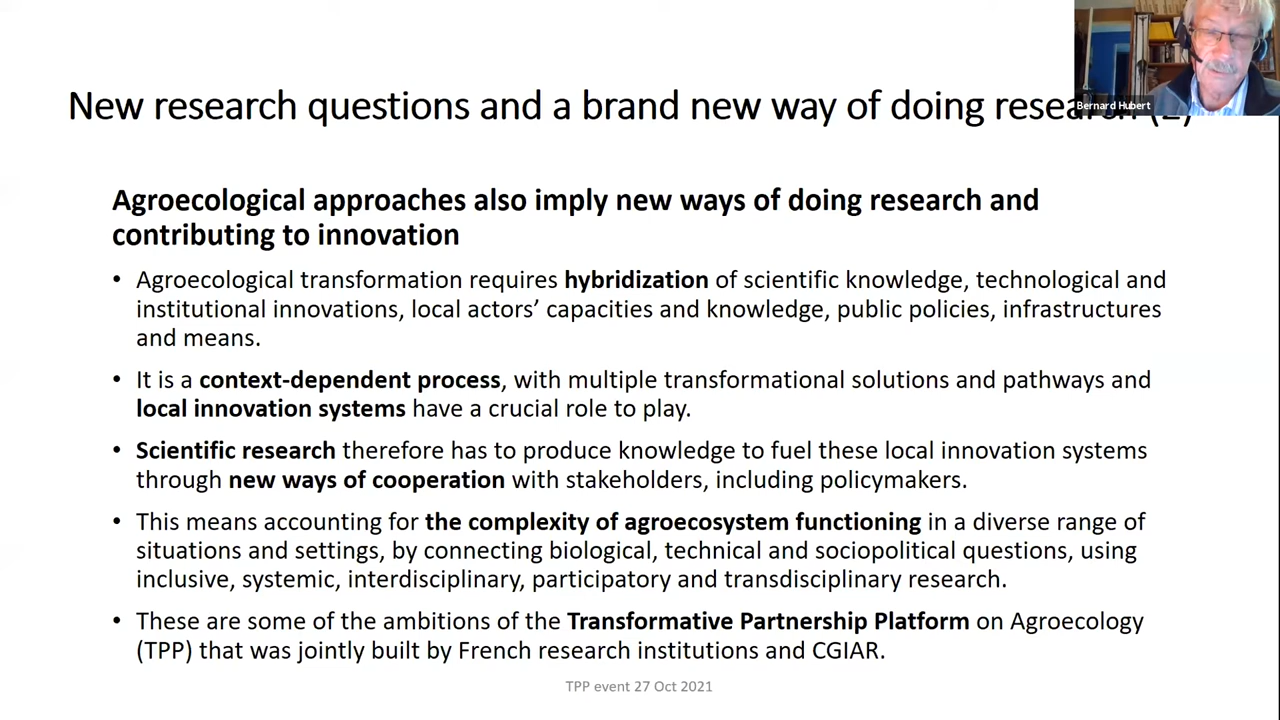 Bernard Hubert
New research questions and a brand new way of doing research (2)
Agroecological approaches also imply new ways of doing research and
contributing to innovation
• Agroecological transformation requires hybridization of scientific knowledge, technological and
institutional innovations, local actors’ capacities and knowledge, public policies, infrastructures
and means.
• It is a context-dependent process, with multiple transformational solutions and pathways and
local innovation systems have a crucial role to play.
• Scientific research therefore has to produce knowledge to fuel these local innovation systems
through new ways of cooperation with stakeholders, including policymakers.
• This means accounting for the complexity of agroecosystem functioning in a diverse range of
situations and settings, by connecting biological, technical and sociopolitical questions, using
inclusive, systemic, interdisciplinary, participatory and transdisciplinary research.
• These are some of the ambitions of the Transformative Partnership Platform on Agroecology
(TPP) that was jointly built by French research institutions and CGIAR.
TPP event 27 Oct 2021